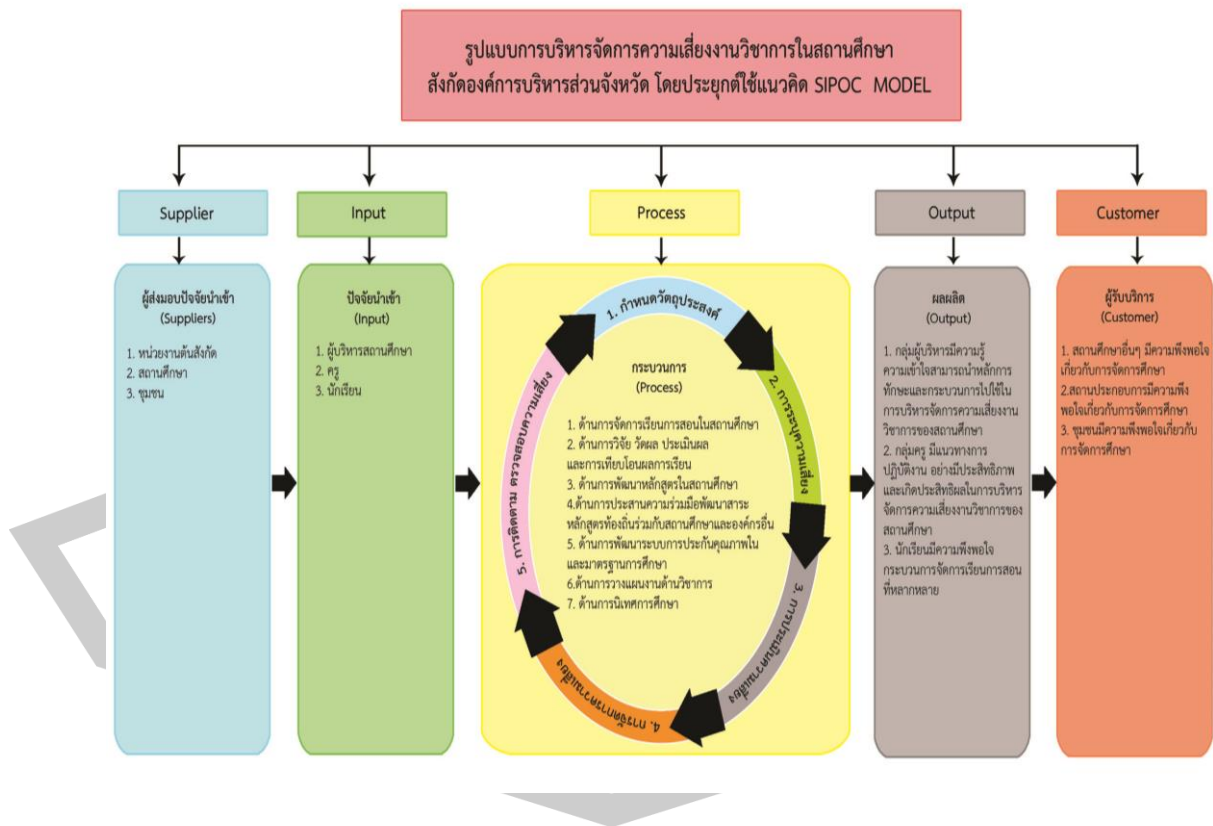 รูปแบบการบริหารจัดการความเสี่ยงงานวิชาการในสถานศึกษา
สังกัดองค์การบริหารส่วนจังหวัด โดยประยุกต์ใช้แนวคิด SIPOC MODEL
Supplier
Input
Process
Output
Customer
ผู้ส่งมอบปัจจัยนำเข้า
(Suppliers)
1. หน่วยงานต้นสังกัด
2. สถานศึกษา
3. ชุมชน
ปัจจัยนำเข้า
(Input)
1. ผู้บริหารสถานศึกษา
2. ครู
3. นักเรียน
1. กำหนดวัตถุประสงค์
2. การระบุความเสี่ยง
3. การประเมินความเสี่ยง
4. การจัดการความเสี่ยง
5. การติดตาม ตรวจสอบความเสี่ยง
กระบวนการ
(Process)
1. ด้านการจัดการเรียนการสอนในสถานศึกษา
2. ด้านการวิจัย วัดผล ประเมินผล
และการเทียบโอนผลการเรียน
3. ด้านการพัฒนาหลักสูตรในสถานศึกษา
4.ด้านการประสานความร่วมมือพัฒนาสาระ
หลักสูตรท้องถิ่นร่วมกับสถานศึกษาและองค์กรอื่น
5. ด้านการพัฒนาระบบการประกันคุณภาพใน
และมาตรฐานการศึกษา
6.ด้านการวางแผนงานด้านวิชาการ
7. ด้านการนิเทศการศึกษา
ผลผลิต
(Output)
1. กลุ่มผู้บริหารมีความรู้
ความเข้าใจสามารถนำหลักการ
ทักษะและกระบวนการไปใช้ใน
การบริหารจัดการความเสี่ยงงาน
วิชาการของสถานศึกษา
2. กลุ่มครู มีแนวทางการ
ปฏิบัติงาน อย่างมีประสิทธิภาพ
และเกิดประสิทธิผลในการบริหาร
จัดการความเสี่ยงงานวิชาการของ
สถานศึกษา
3. นักเรียนมีความพึงพอใจ
กระบวนการจัดการเรียนการสอน
ที่หลากหลาย
ผู้รับบริการ
(Customer)
1. สถานศึกษาอื่นๆ มีความพึงพอใจ
เกี่ยวกับการจัดการศึกษา
2.สถานประกอบการมีความพึง
พอใจเกี่ยวกับการจัดการศึกษา
3. ชุมชนมีความพึงพอใจเกี่ยวกับ
การจัดการศึกษา